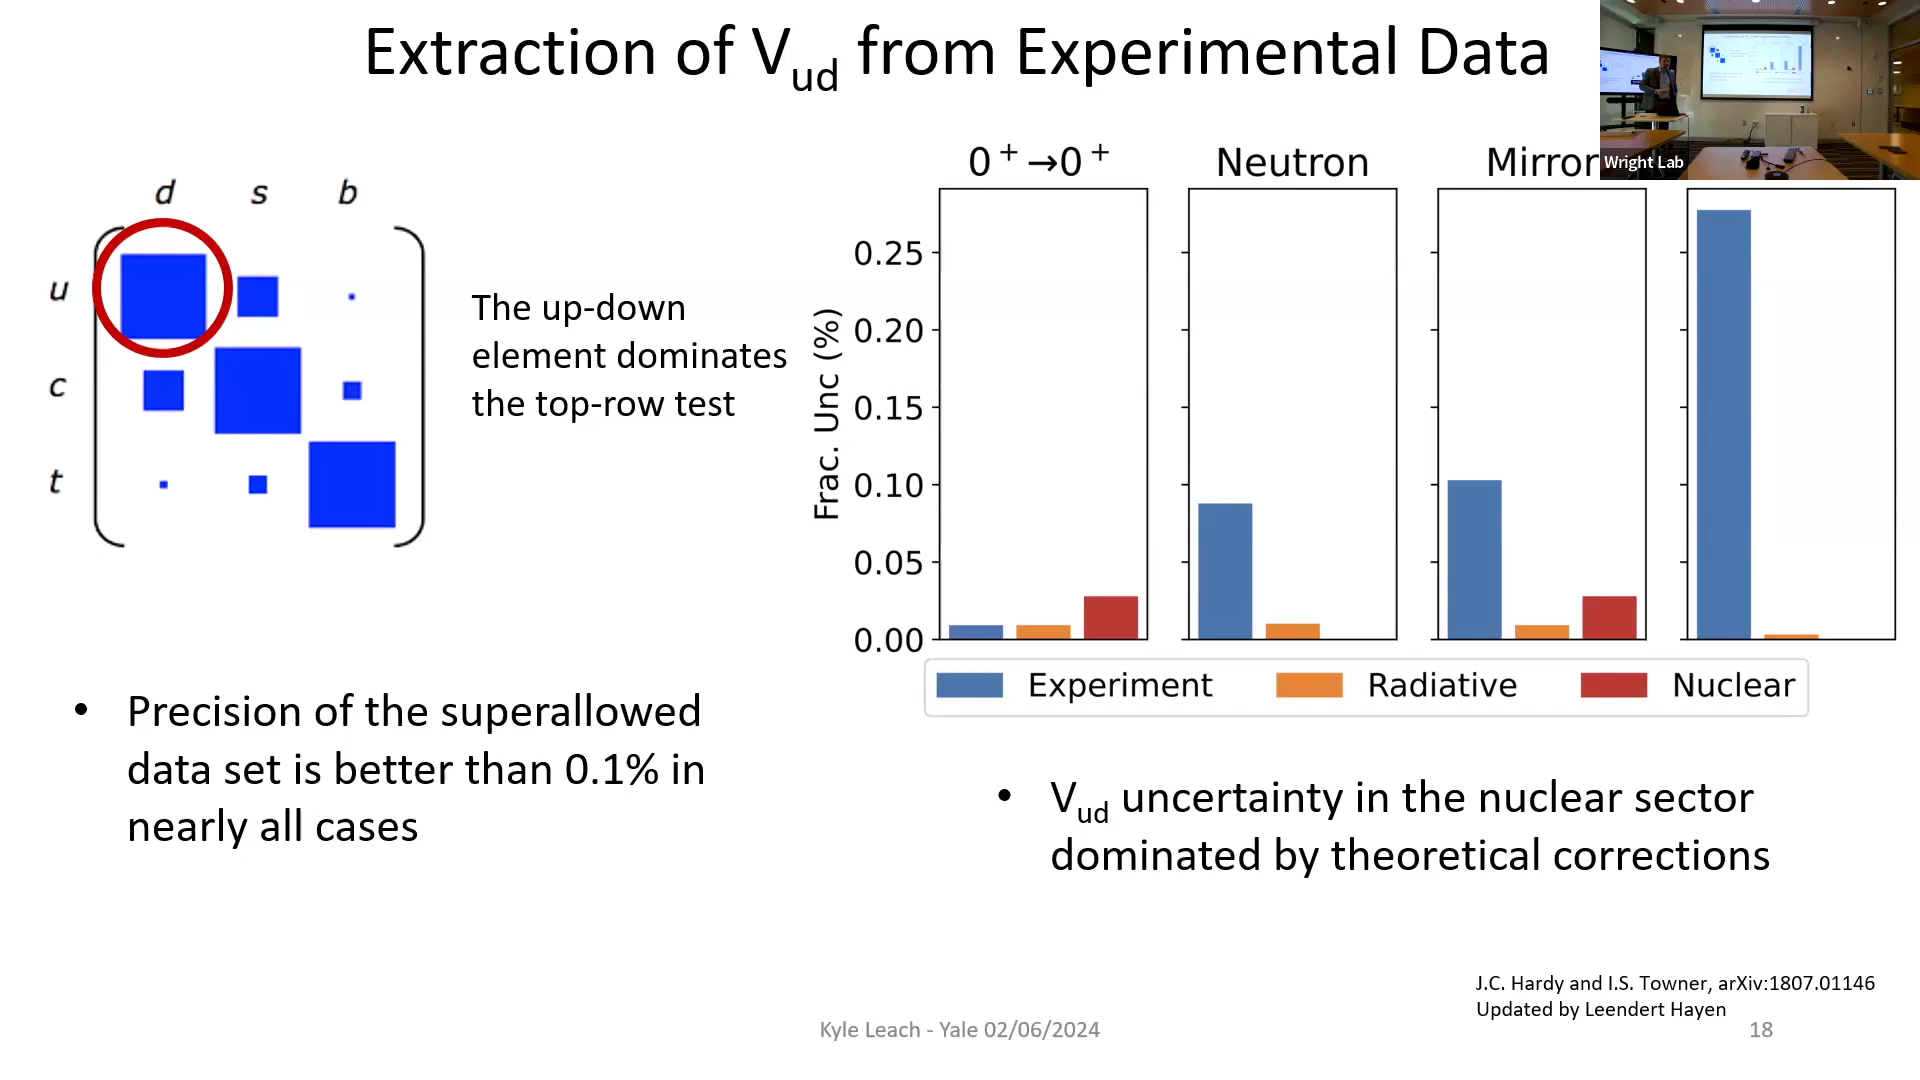 Extraction of Vud from Experimental Data
Wright Lab
d s b
u
c
t
The up-down
element dominates
the top-row test
0⁺→0⁺ Neutron Mirror
Frac. Unc (%)
0.25
0.20
0.15
0.10
0.05
0.00
Experiment Radiative Nuclear
• Precision of the superallowed
data set is better than 0.1% in
nearly all cases
• Vud uncertainty in the nuclear sector
dominated by theoretical corrections
J.C. Hardy and I.S. Towner, arXiv:1807.01146
Updated by Leendert Hayen
Kyle Leach - Yale 02/06/2024
18